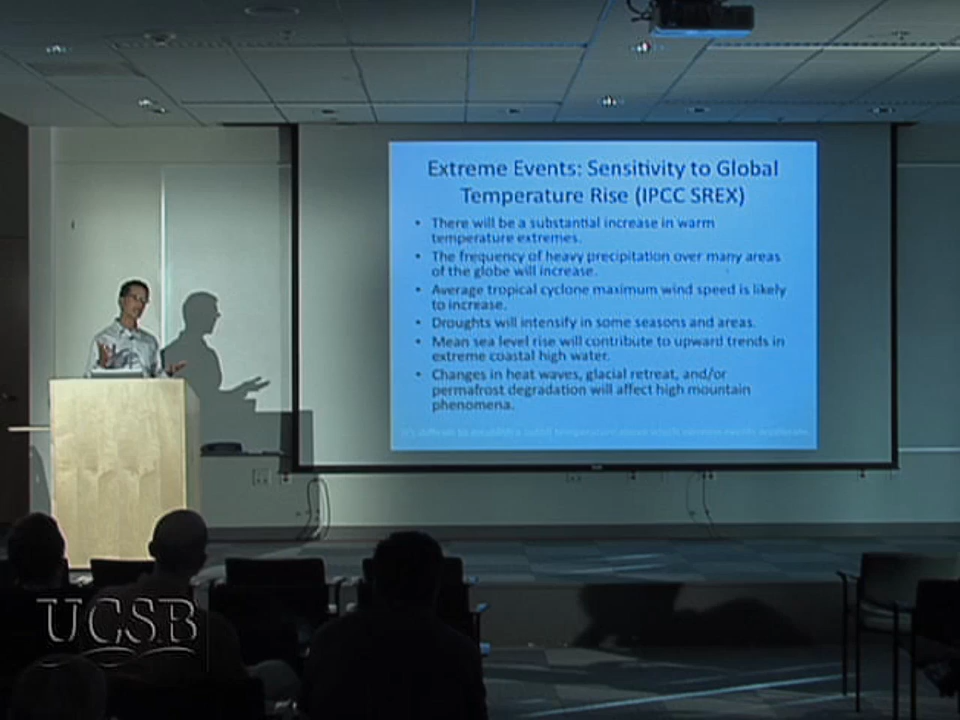 Extreme Events: Sensitivity to Global
Temperature Rise (IPCC SREX)
• There will be a substantial increase in warm
temperature extremes.
• The frequency of heavy precipitation over many areas
of the globe will increase.
• Average tropical cyclone maximum wind speed is likely
to increase.
• Droughts will intensify in some seasons and areas.
• Mean sea level rise will contribute to upward trends in
extreme coastal high water.
• Changes in heat waves, glacial retreat, and/or
permafrost degradation will affect high mountain
phenomena.
UCSB